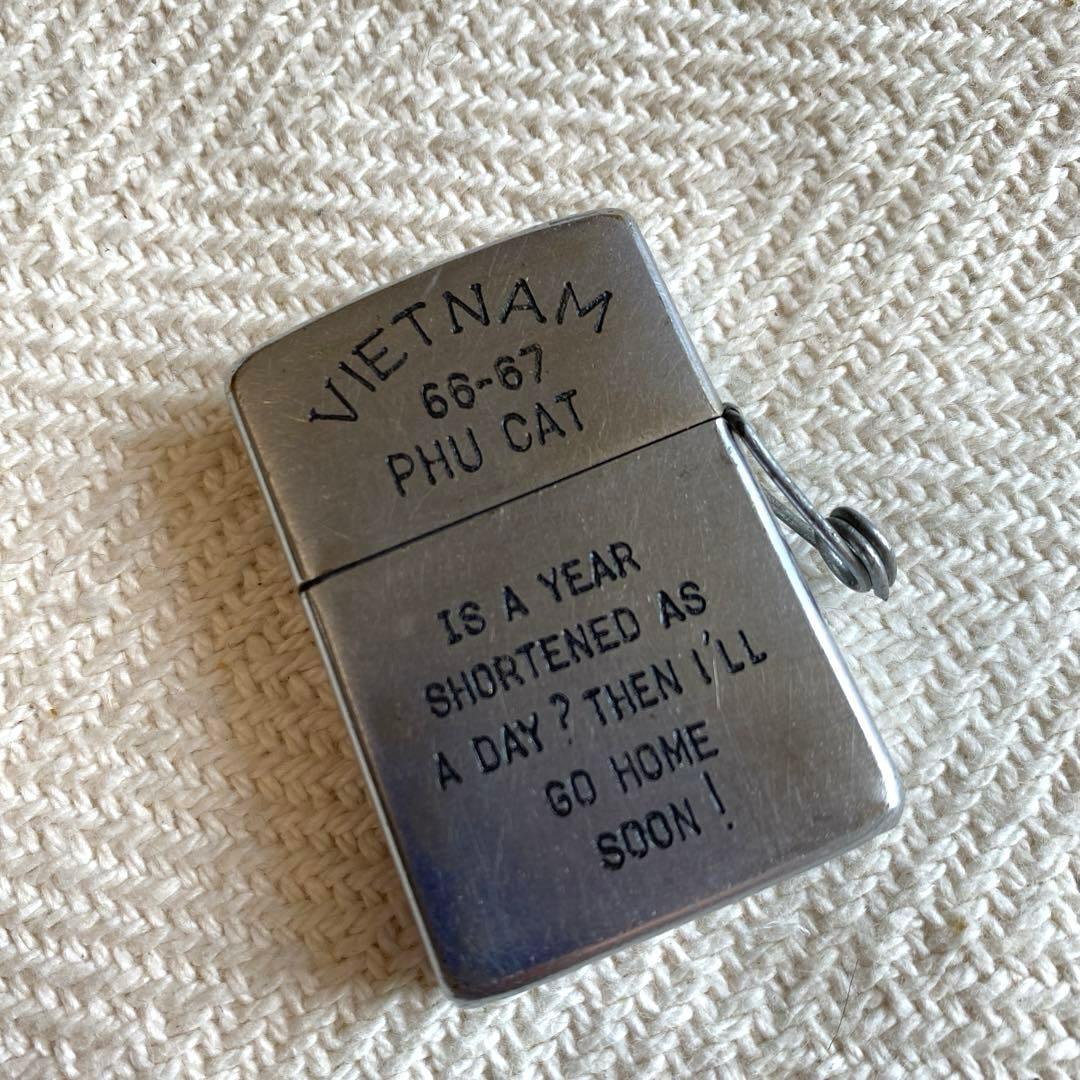 VIETNAM
66-67
PHU CAT
IS A YEAR
SHORTENED AS
A DAY? THEN I'LL
GO HOME
SOON!